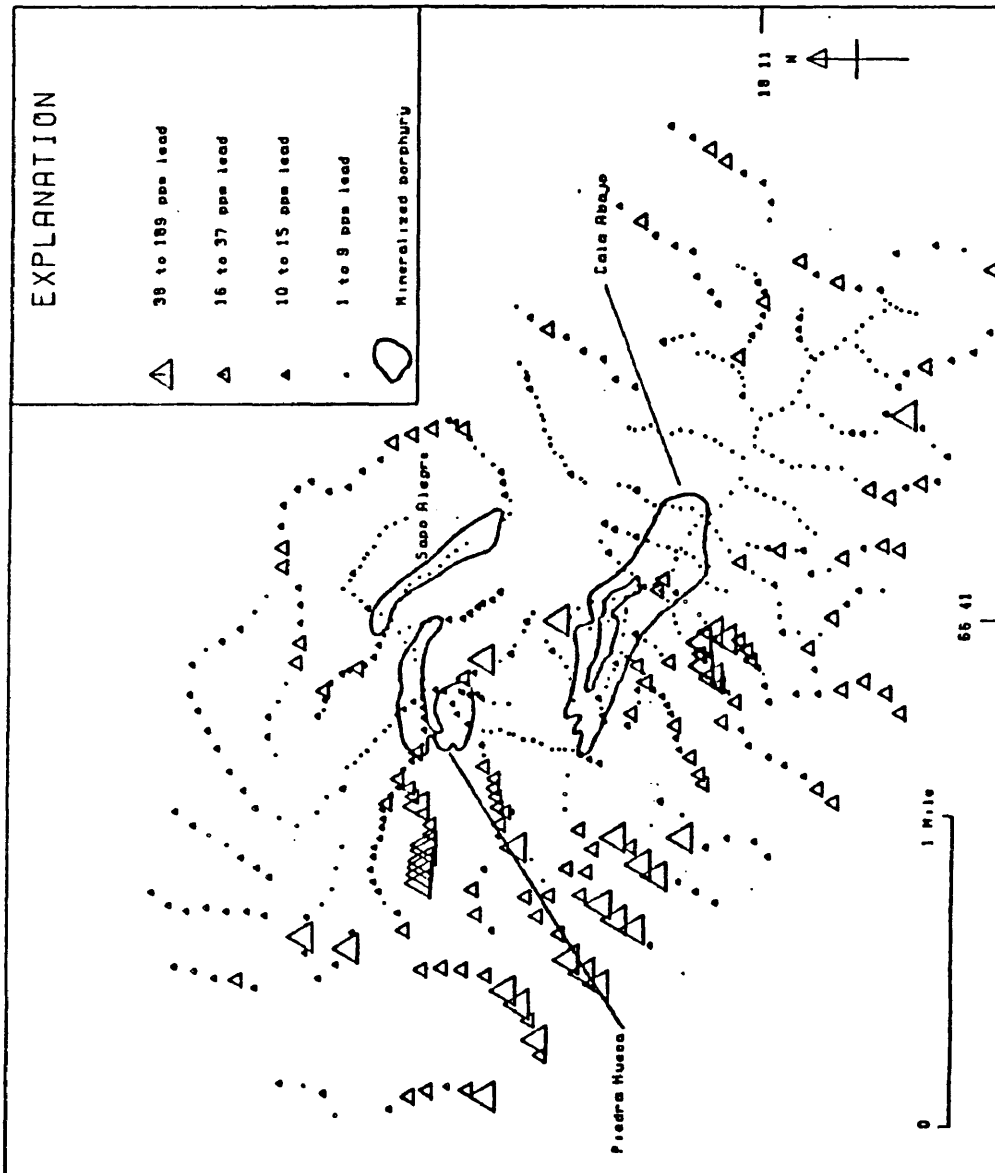 EXPLANATION
38 to 189 ppm lead
16 to 37 ppm lead
10 to 15 ppm lead
1 to 9 ppm lead
Mineralized porphyry
18 11
N
Sapo Alegre
Cala Abajo
Piedra Hueca
66 41
0
1 Mile